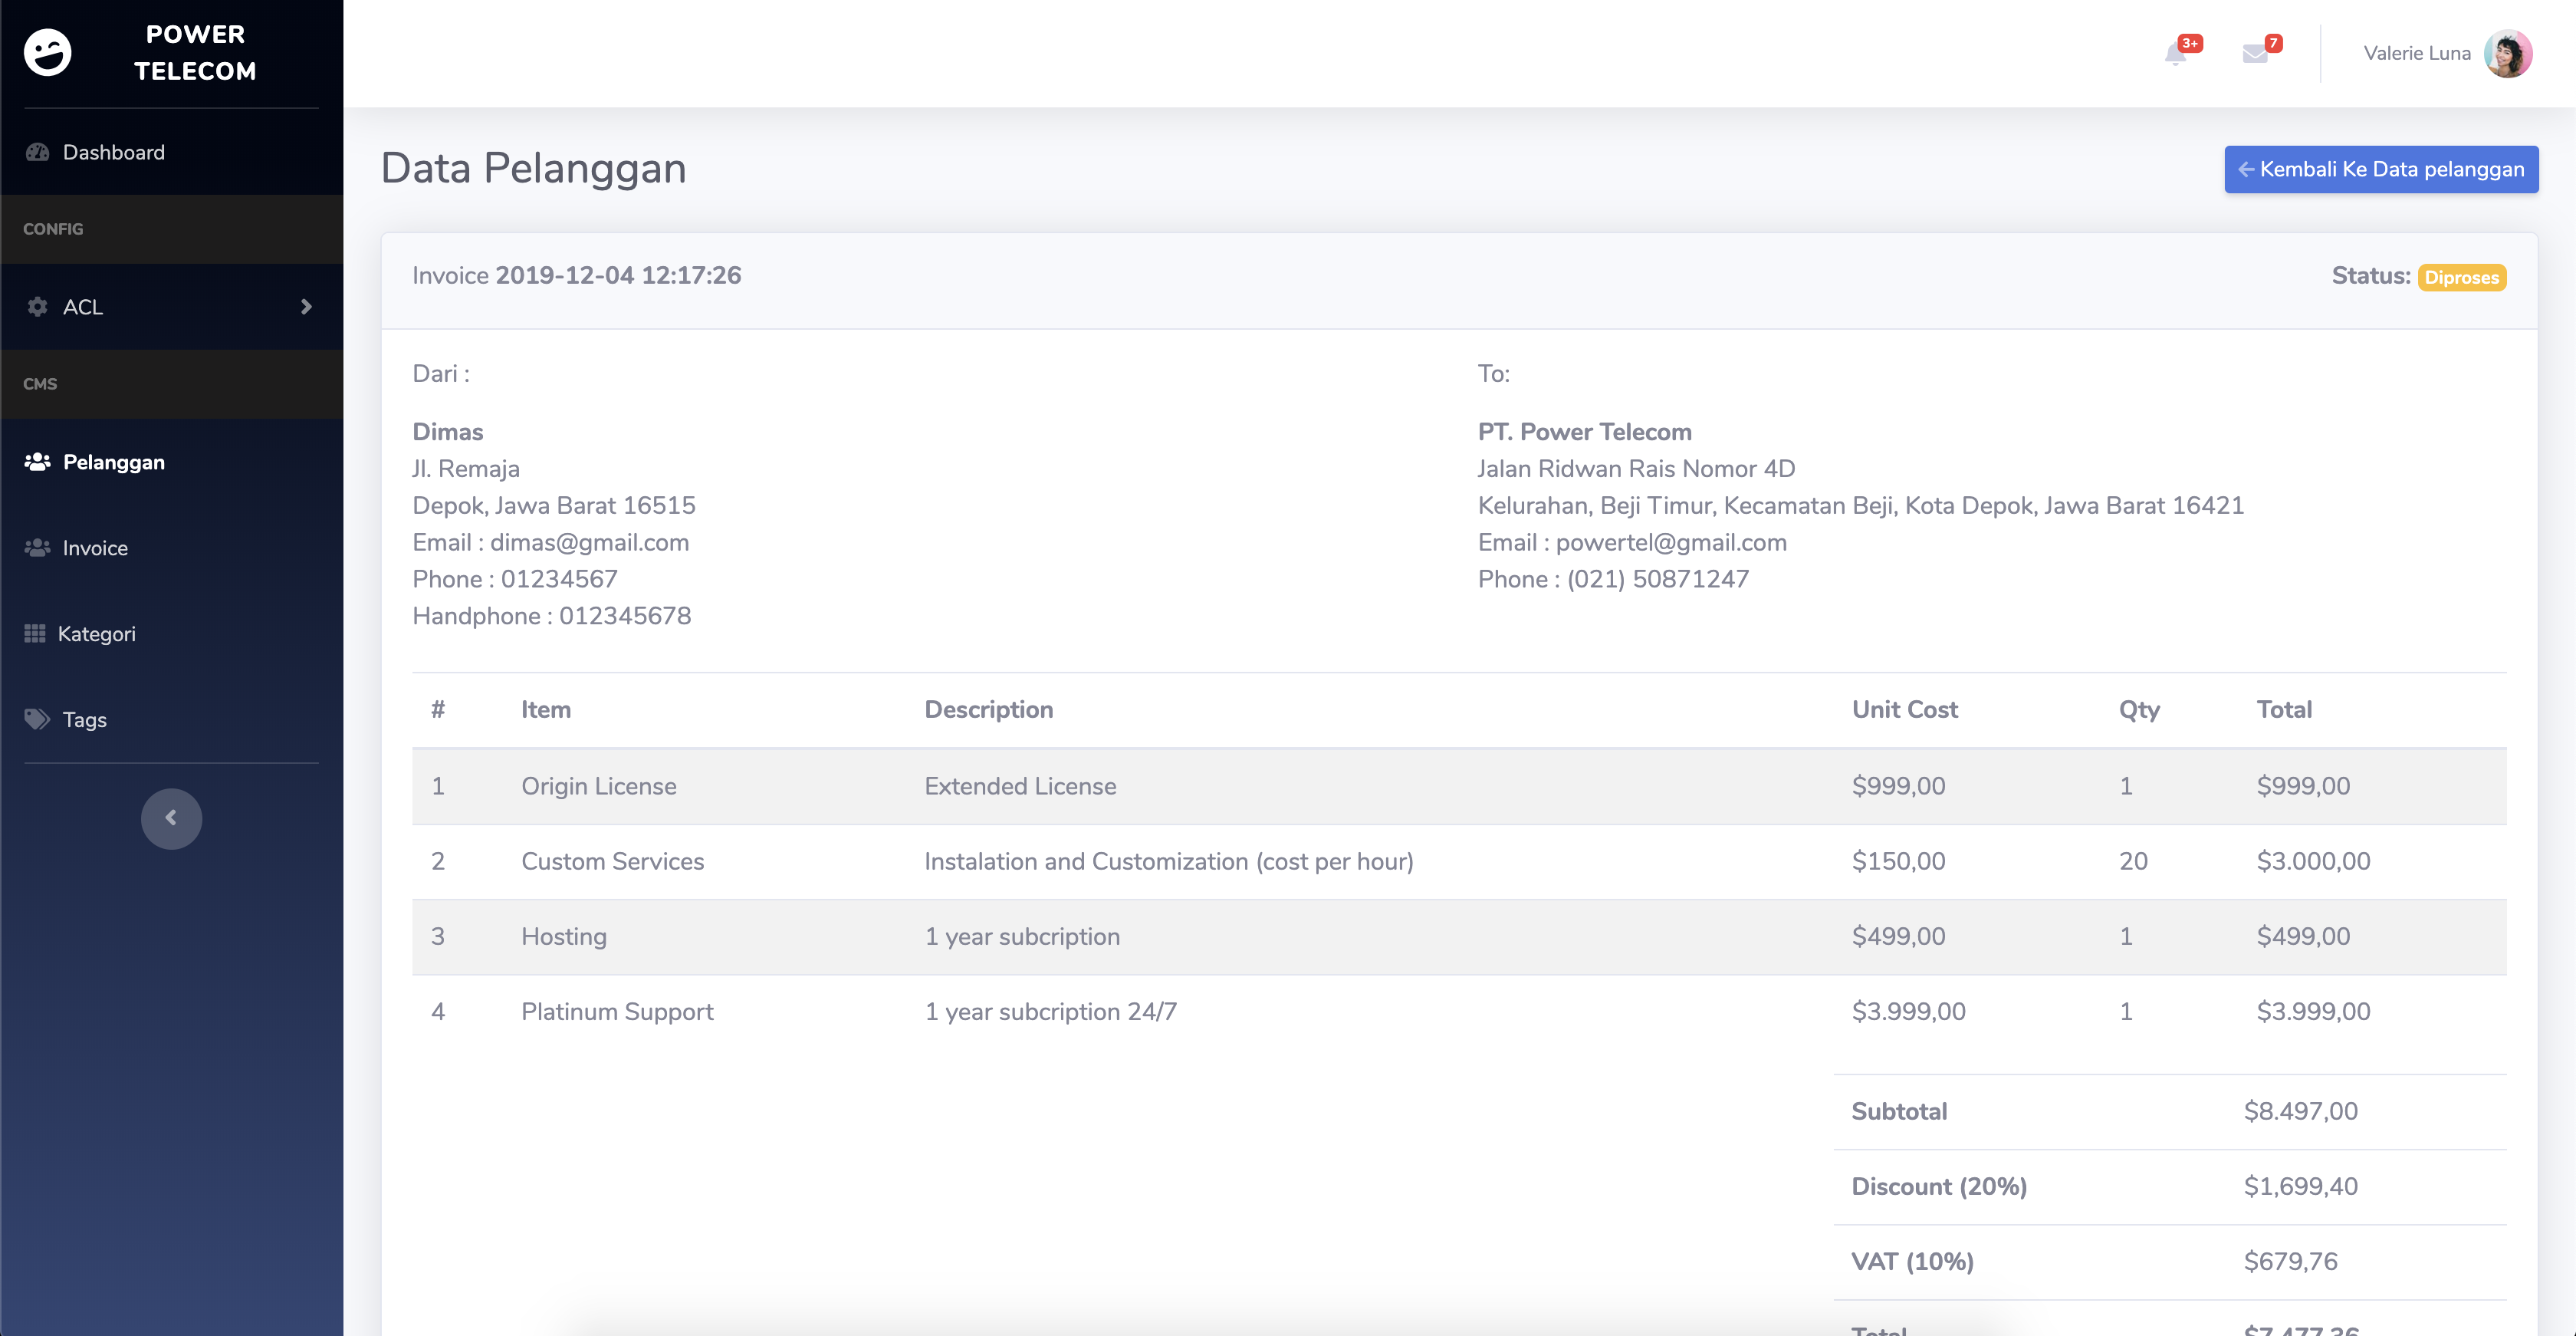 POWER
TELECOM
3+
7
Valerie Luna
Dashboard
CONFIG
ACL
CMS
Pelanggan
Invoice
Kategori
Tags
Data Pelanggan
Kembali Ke Data pelanggan
Invoice 2019-12-04 12:17:26
Status: Diproses
Dari :
Dimas
Jl. Remaja
Depok, Jawa Barat 16515
Email : dimas@gmail.com
Phone : 01234567
Handphone : 012345678
To:
PT. Power Telecom
Jalan Ridwan Rais Nomor 4D
Kelurahan, Beji Timur, Kecamatan Beji, Kota Depok, Jawa Barat 16421
Email : powertel@gmail.com
Phone : (021) 50871247
# Item Description Unit Cost Qty Total
1 Origin License Extended License $999,00 1 $999,00
2 Custom Services Instalation and Customization (cost per hour) $150,00 20 $3.000,00
3 Hosting 1 year subcription $499,00 1 $499,00
4 Platinum Support 1 year subcription 24/7 $3.999,00 1 $3.999,00
Subtotal $8.497,00
Discount (20%) $1,699,40
VAT (10%) $679,76
Total $7.477,36